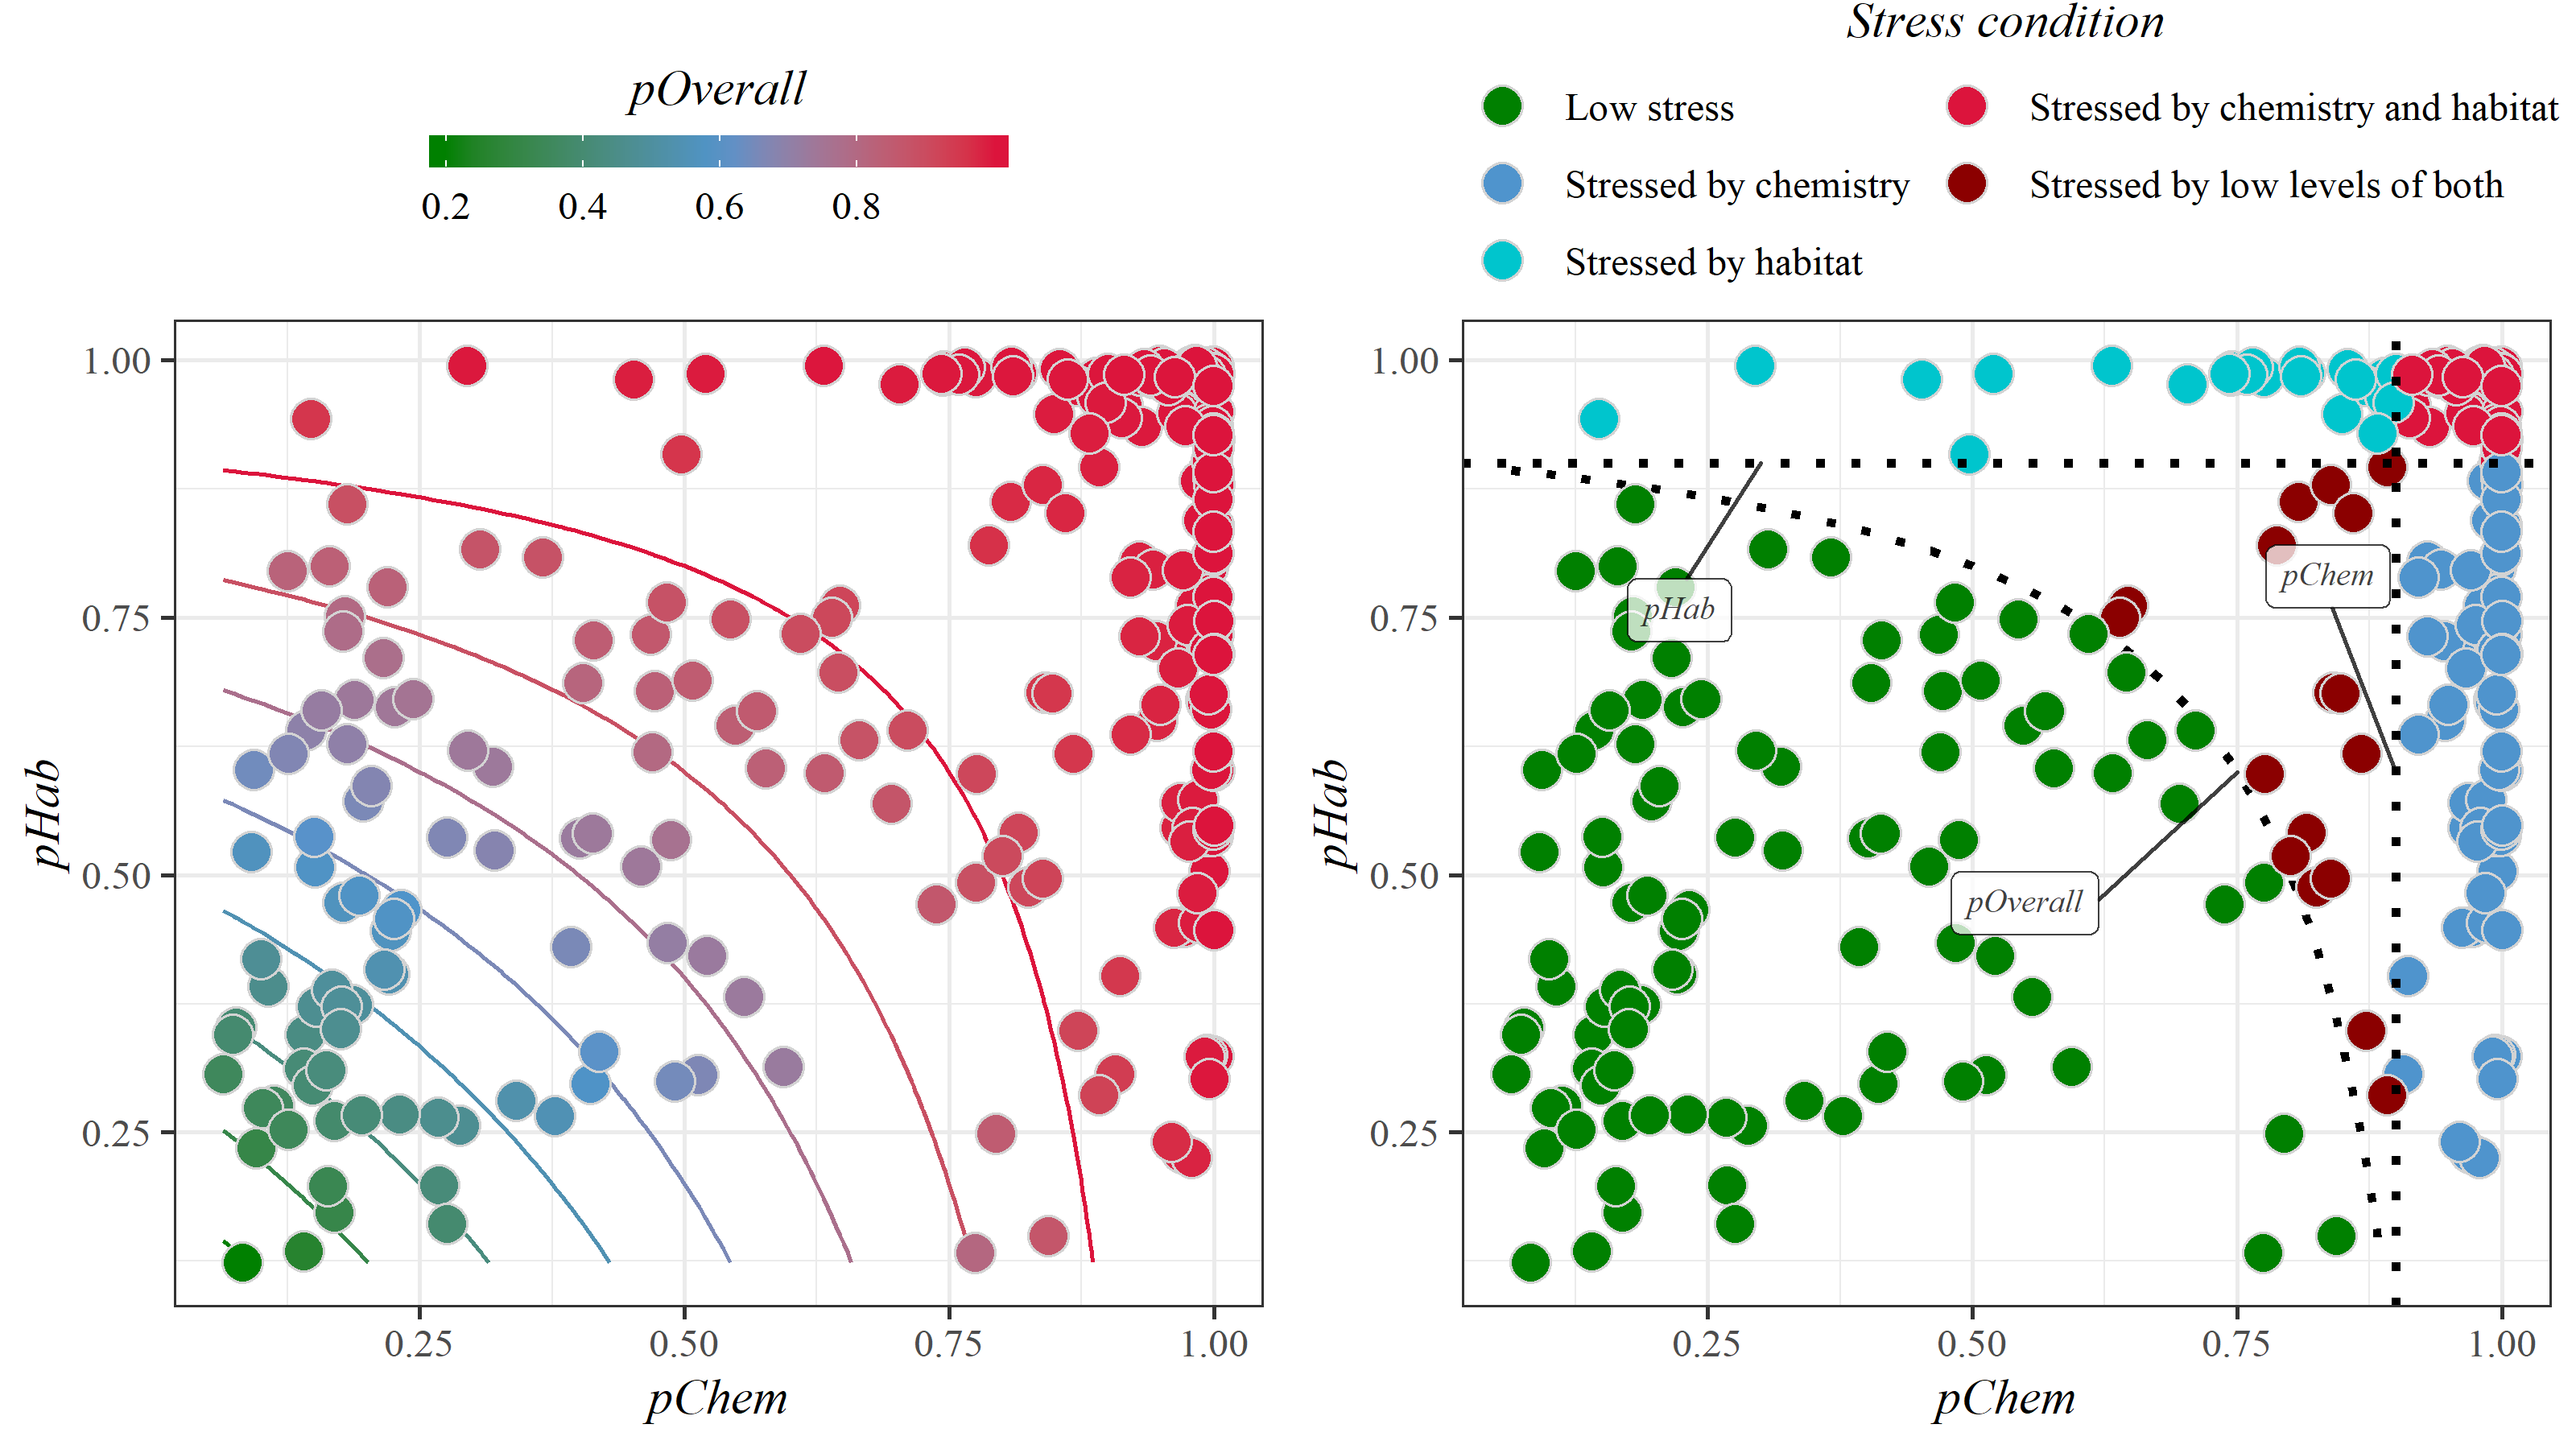 pOverall
0.2 0.4 0.6 0.8
1.00
0.75
0.50
0.25
pHab
0.25 0.50 0.75 1.00
pChem
Stress condition
Low stress
Stressed by chemistry
Stressed by habitat
Stressed by chemistry and habitat
Stressed by low levels of both
1.00
0.75
0.50
0.25
pHab
pHab
pChem
pOverall
0.25 0.50 0.75 1.00
pChem